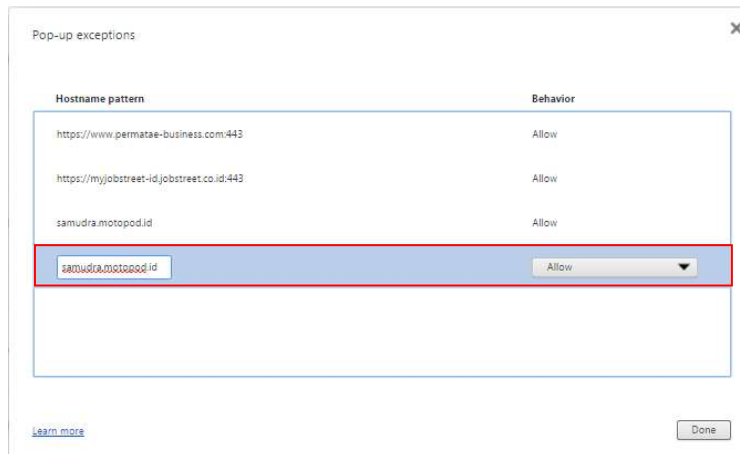 Pop-up exceptions
Hostname pattern Behavior
https://www.permatae-business.com:443 Allow
https://myjobstreet-id.jobstreet.co.id:443 Allow
samudra.motopod.id Allow
samudra.motopod.id Allow
Learn more Done